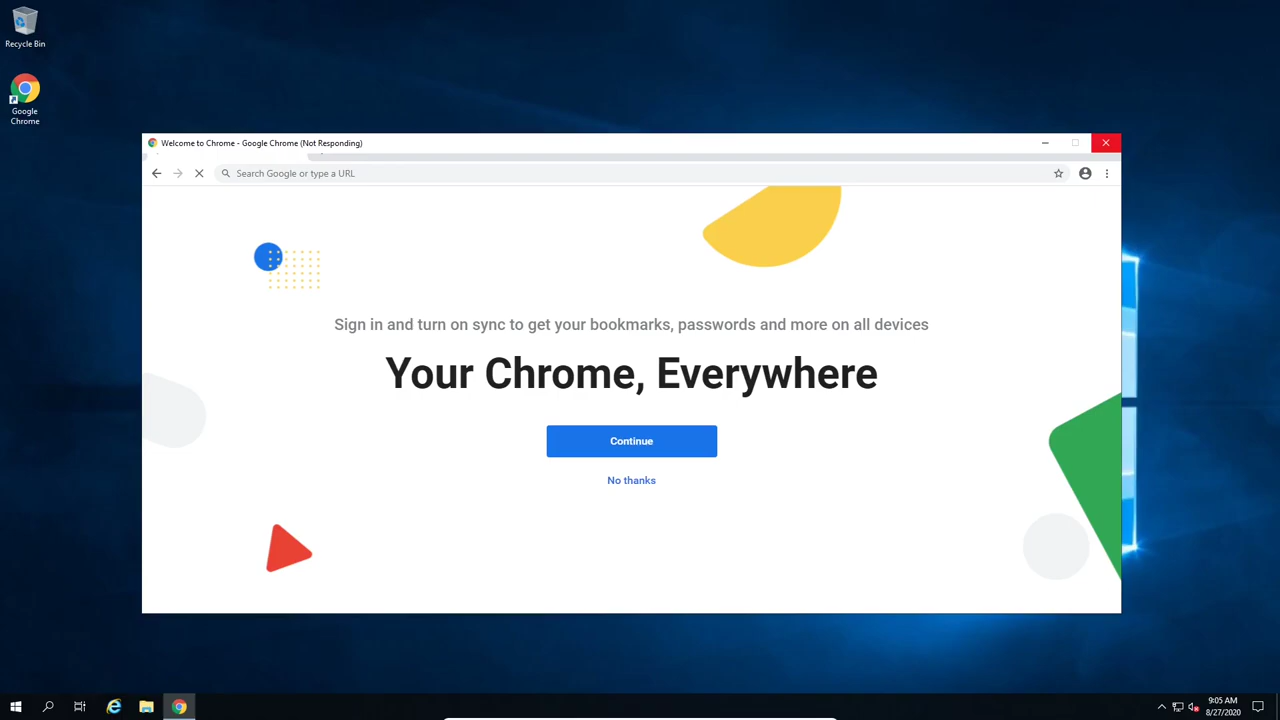 Recycle Bin
Google
Chrome
Welcome to Chrome - Google Chrome (Not Responding)
Search Google or type a URL
Sign in and turn on sync to get your bookmarks, passwords and more on all devices
Your Chrome, Everywhere
Continue
No thanks
9:05 AM
8/27/2020